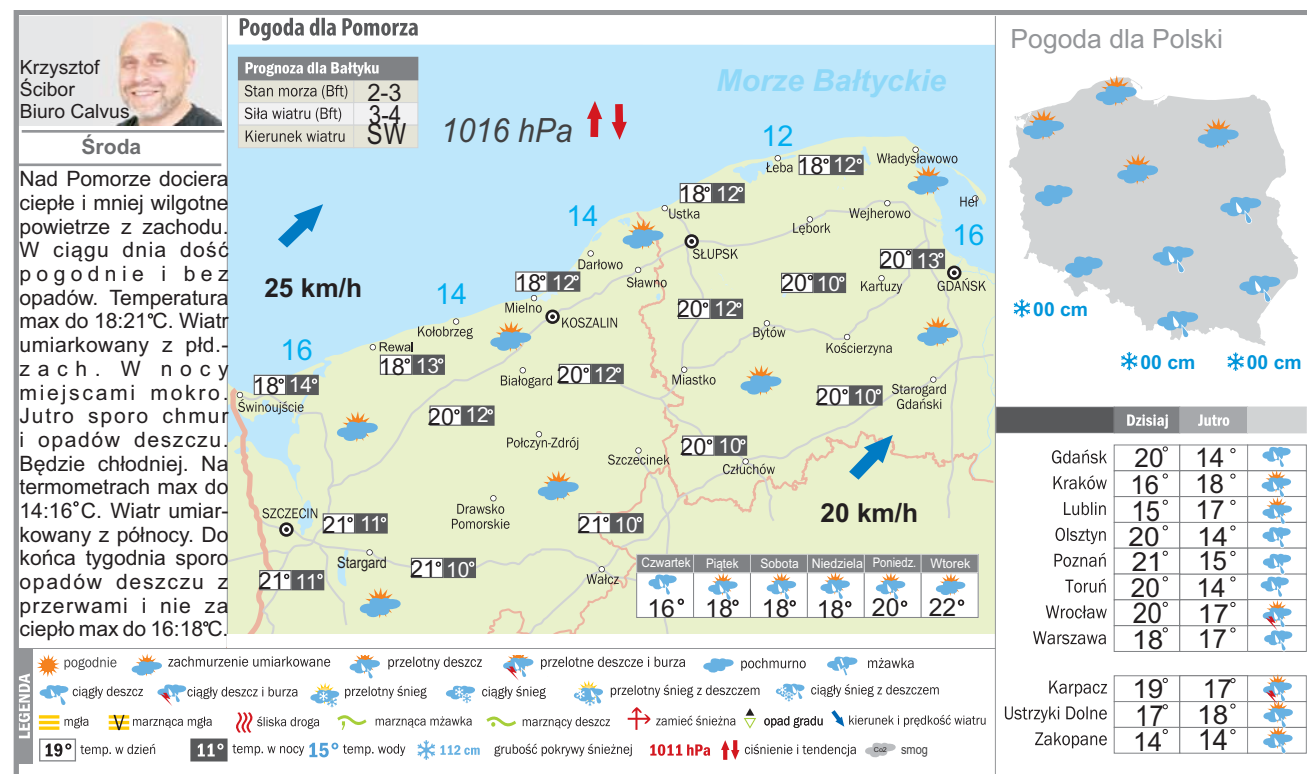 Krzysztof
Ścibor
Biuro Calvus
Środa
Nad Pomorze dociera
ciepłe i mniej wilgotne
powietrze z zachodu.
W ciągu dnia dość
pogodnie i bez
opadów. Temperatura
max do 18:21°C. Wiatr
umiarkowany z płd.-
zach. W nocy
miejscami mokro.
Jutro sporo chmur
i opadów deszczu.
Będzie chłodniej. Na
termometrach max do
14:16°C. Wiatr umiar-
kowany z północy. Do
końca tygodnia sporo
opadów deszczu z
przerwami i nie za
ciepło max do 16:18°C.
Pogoda dla Pomorza
Prognoza dla Bałtyku
Stan morza (Bft) 2-3
Siła wiatru (Bft) 3-4
Kierunek wiatru SW
Morze Bałtyckie
1016 hPa
12
Łeba 18° 12°
Władysławowo
Hel
18° 12°
Ustka
14
Wejherowo
Lębork
16
SŁUPSK
20° 13°
GDAŃSK
Darłowo
Sławno
18° 12°
20° 10°
Kartuzy
25 km/h
14
Mielno
KOSZALIN
20° 12°
Kołobrzeg
Bytów
Kościerzyna
Rewal
18° 13°
16
18° 14°
Świnoujście
Białogard 20° 12°
Miastko
Starogard
Gdański
20° 10°
20° 12°
Połczyn-Zdrój
Szczecinek
20° 10°
Człuchów
20 km/h
Drawsko
Pomorskie
SZCZECIN
21° 11°
21° 10°
Stargard
21° 10°
21° 11°
Wałcz
Czwartek Piątek Sobota Niedziela Poniedz. Wtorek
16° 18° 18° 18° 20° 22°
Pogoda dla Polski
00 cm
00 cm 00 cm
Dzisiaj Jutro
Gdańsk 20° 14°
Kraków 16° 18°
Lublin 15° 17°
Olsztyn 20° 14°
Poznań 21° 15°
Toruń 20° 14°
Wrocław 20° 17°
Warszawa 18° 17°
Karpacz 19° 17°
Ustrzyki Dolne 17° 18°
Zakopane 14° 14°
LEGENDA
pogodnie zachmurzenie umiarkowane przelotny deszcz przelotne deszcze i burza pochmurno mżawka
ciągły deszcz ciągły deszcz i burza przelotny śnieg ciągły śnieg przelotny śnieg z deszczem ciągły śnieg z deszczem
mgła marznąca mgła śliska droga marznąca mżawka marznący deszcz zamieć śnieżna opad gradu kierunek i prędkość wiatru
19° temp. w dzień 11° temp. w nocy 15° temp. wody 112 cm grubość pokrywy śnieżnej 1011 hPa ciśnienie i tendencja Co2 smog